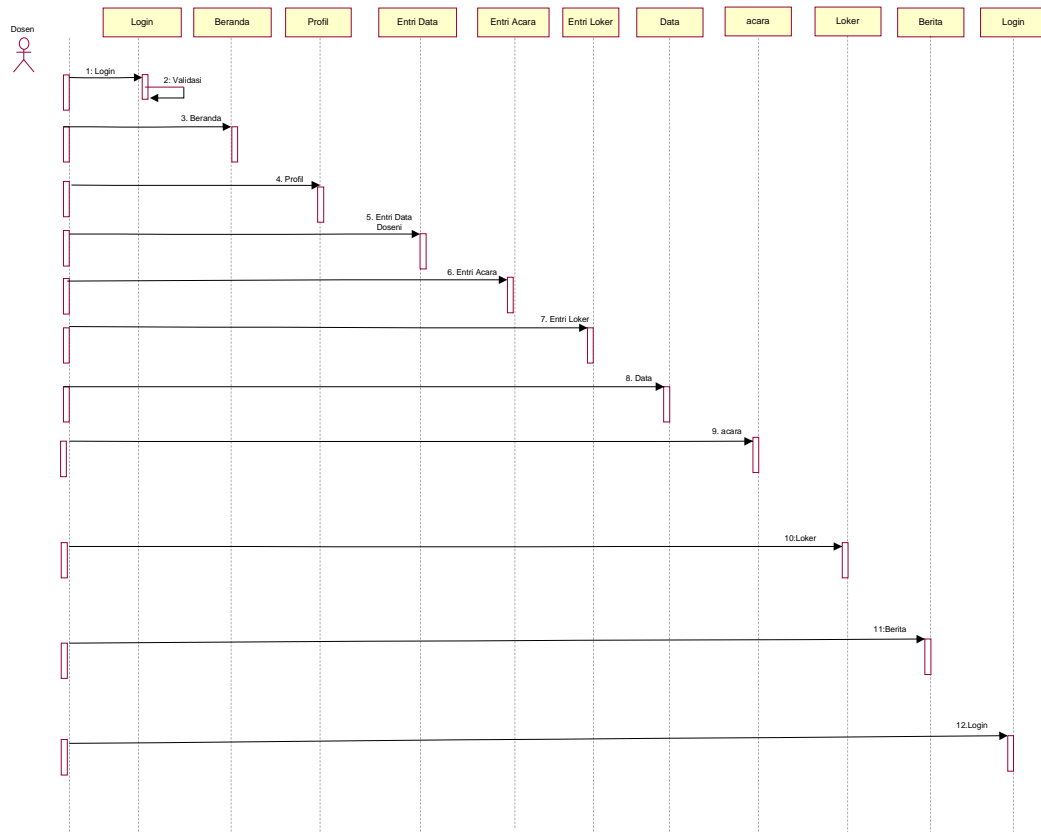 Dosen
Login
Beranda
Profil
Entri Data
Entri Acara
Entri Loker
Data
acara
Loker
Berita
Login
1: Login
2: Validasi
3. Beranda
4. Profil
5. Entri Data
Doseni
6. Entri Acara
7. Entri Loker
8. Data
9. acara
10:Loker
11:Berita
12.Login